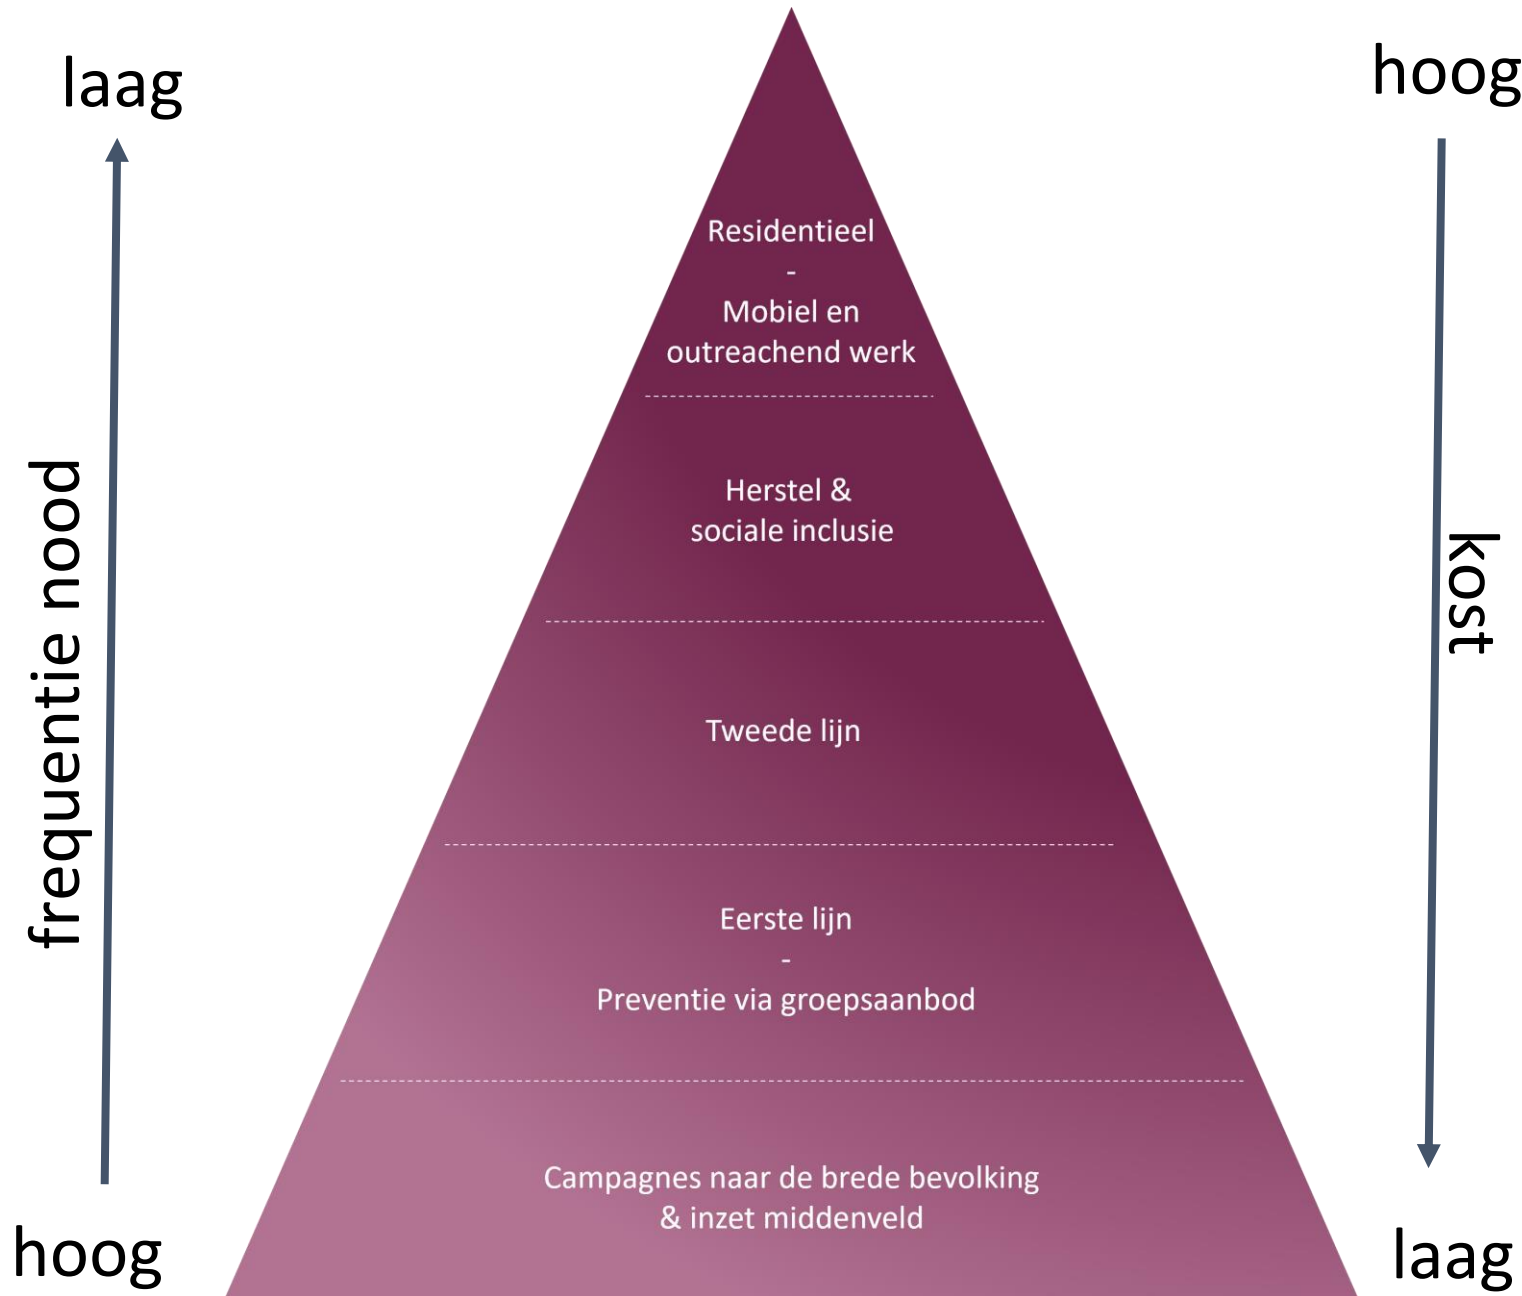 laag
hoog
Residentieel
-
Mobiel en
outreachend werk
Herstel &
sociale inclusie
frequentie nood
kost
Tweede lijn
Eerste lijn
-
Preventie via groepsaanbod
Campagnes naar de brede bevolking
& inzet middenveld
hoog
laag